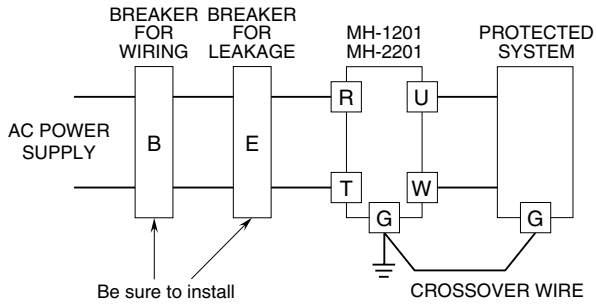 BREAKER
FOR
WIRING
BREAKER
FOR
LEAKAGE
MH-1201
MH-2201
PROTECTED
SYSTEM
R
U
AC POWER
SUPPLY
B
E
T
W
G
G
Be sure to install
CROSSOVER WIRE